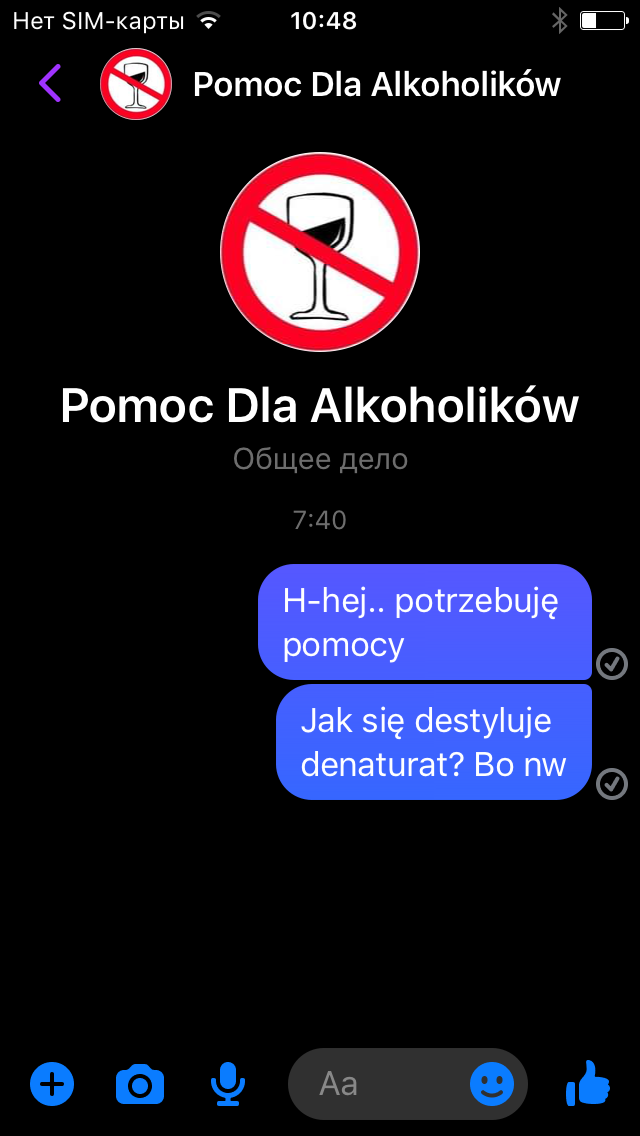 Нет SIM-карты 10:48
Pomoc Dla Alkoholików
Pomoc Dla Alkoholików
Общее дело
7:40
H-hej.. potrzebuję
pomocy
Jak się destyluje
denaturat? Bo nw
Aa